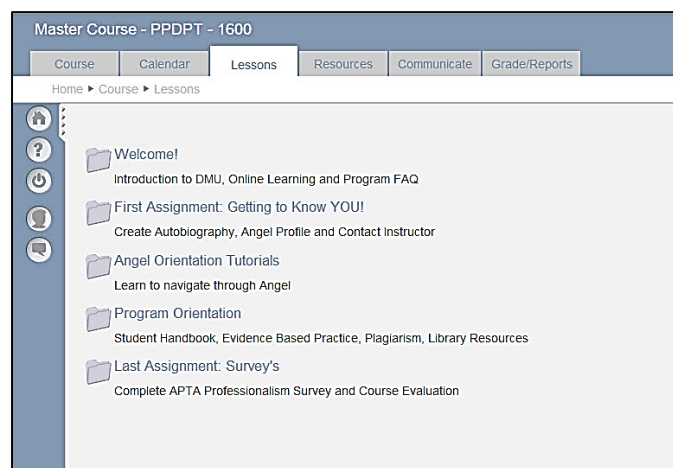 Master Course - PPDPT - 1600
Course Calendar Lessons Resources Communicate Grade/Reports
Home ▸ Course ▸ Lessons
?
Welcome!
Introduction to DMU, Online Learning and Program FAQ
First Assignment: Getting to Know YOU!
Create Autobiography, Angel Profile and Contact Instructor
Angel Orientation Tutorials
Learn to navigate through Angel
Program Orientation
Student Handbook, Evidence Based Practice, Plagiarism, Library Resources
Last Assignment: Survey's
Complete APTA Professionalism Survey and Course Evaluation